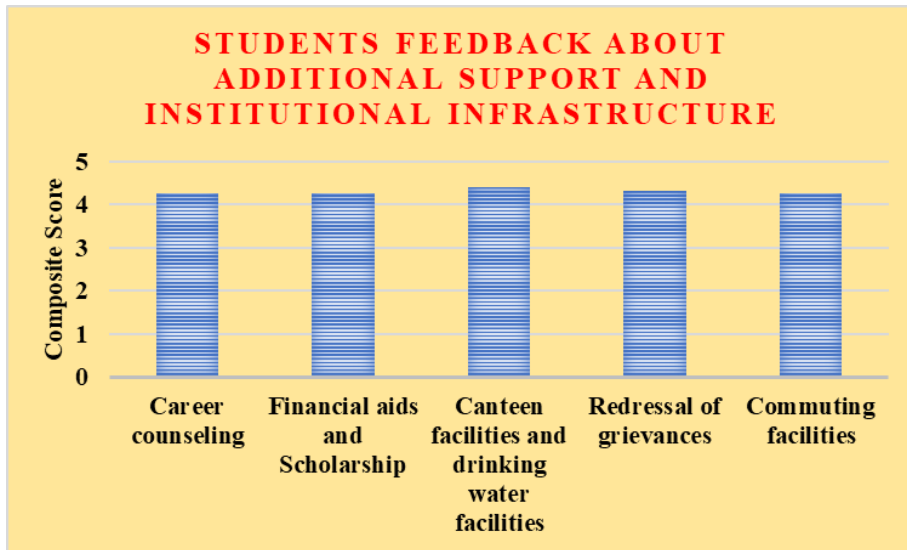 STUDENTS FEEDBACK ABOUT
ADDITIONAL SUPPORT AND
INSTITUTIONAL INFRASTRUCTURE
Composite Score
5
4
3
2
1
0
Career
counseling
Financial aids
and
Scholarship
Canteen
facilities and
drinking
water
facilities
Redressal of
grievances
Commuting
facilities